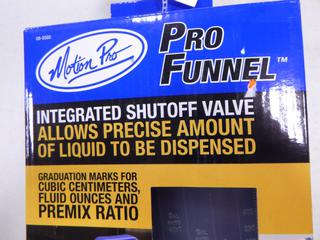 Motion Pro
PRO
FUNNEL™
INTEGRATED SHUTOFF VALVE
ALLOWS PRECISE AMOUNT
OF LIQUID TO BE DISPENSED
GRADUATION MARKS FOR
CUBIC CENTIMETERS,
FLUID OUNCES AND
PREMIX RATIO